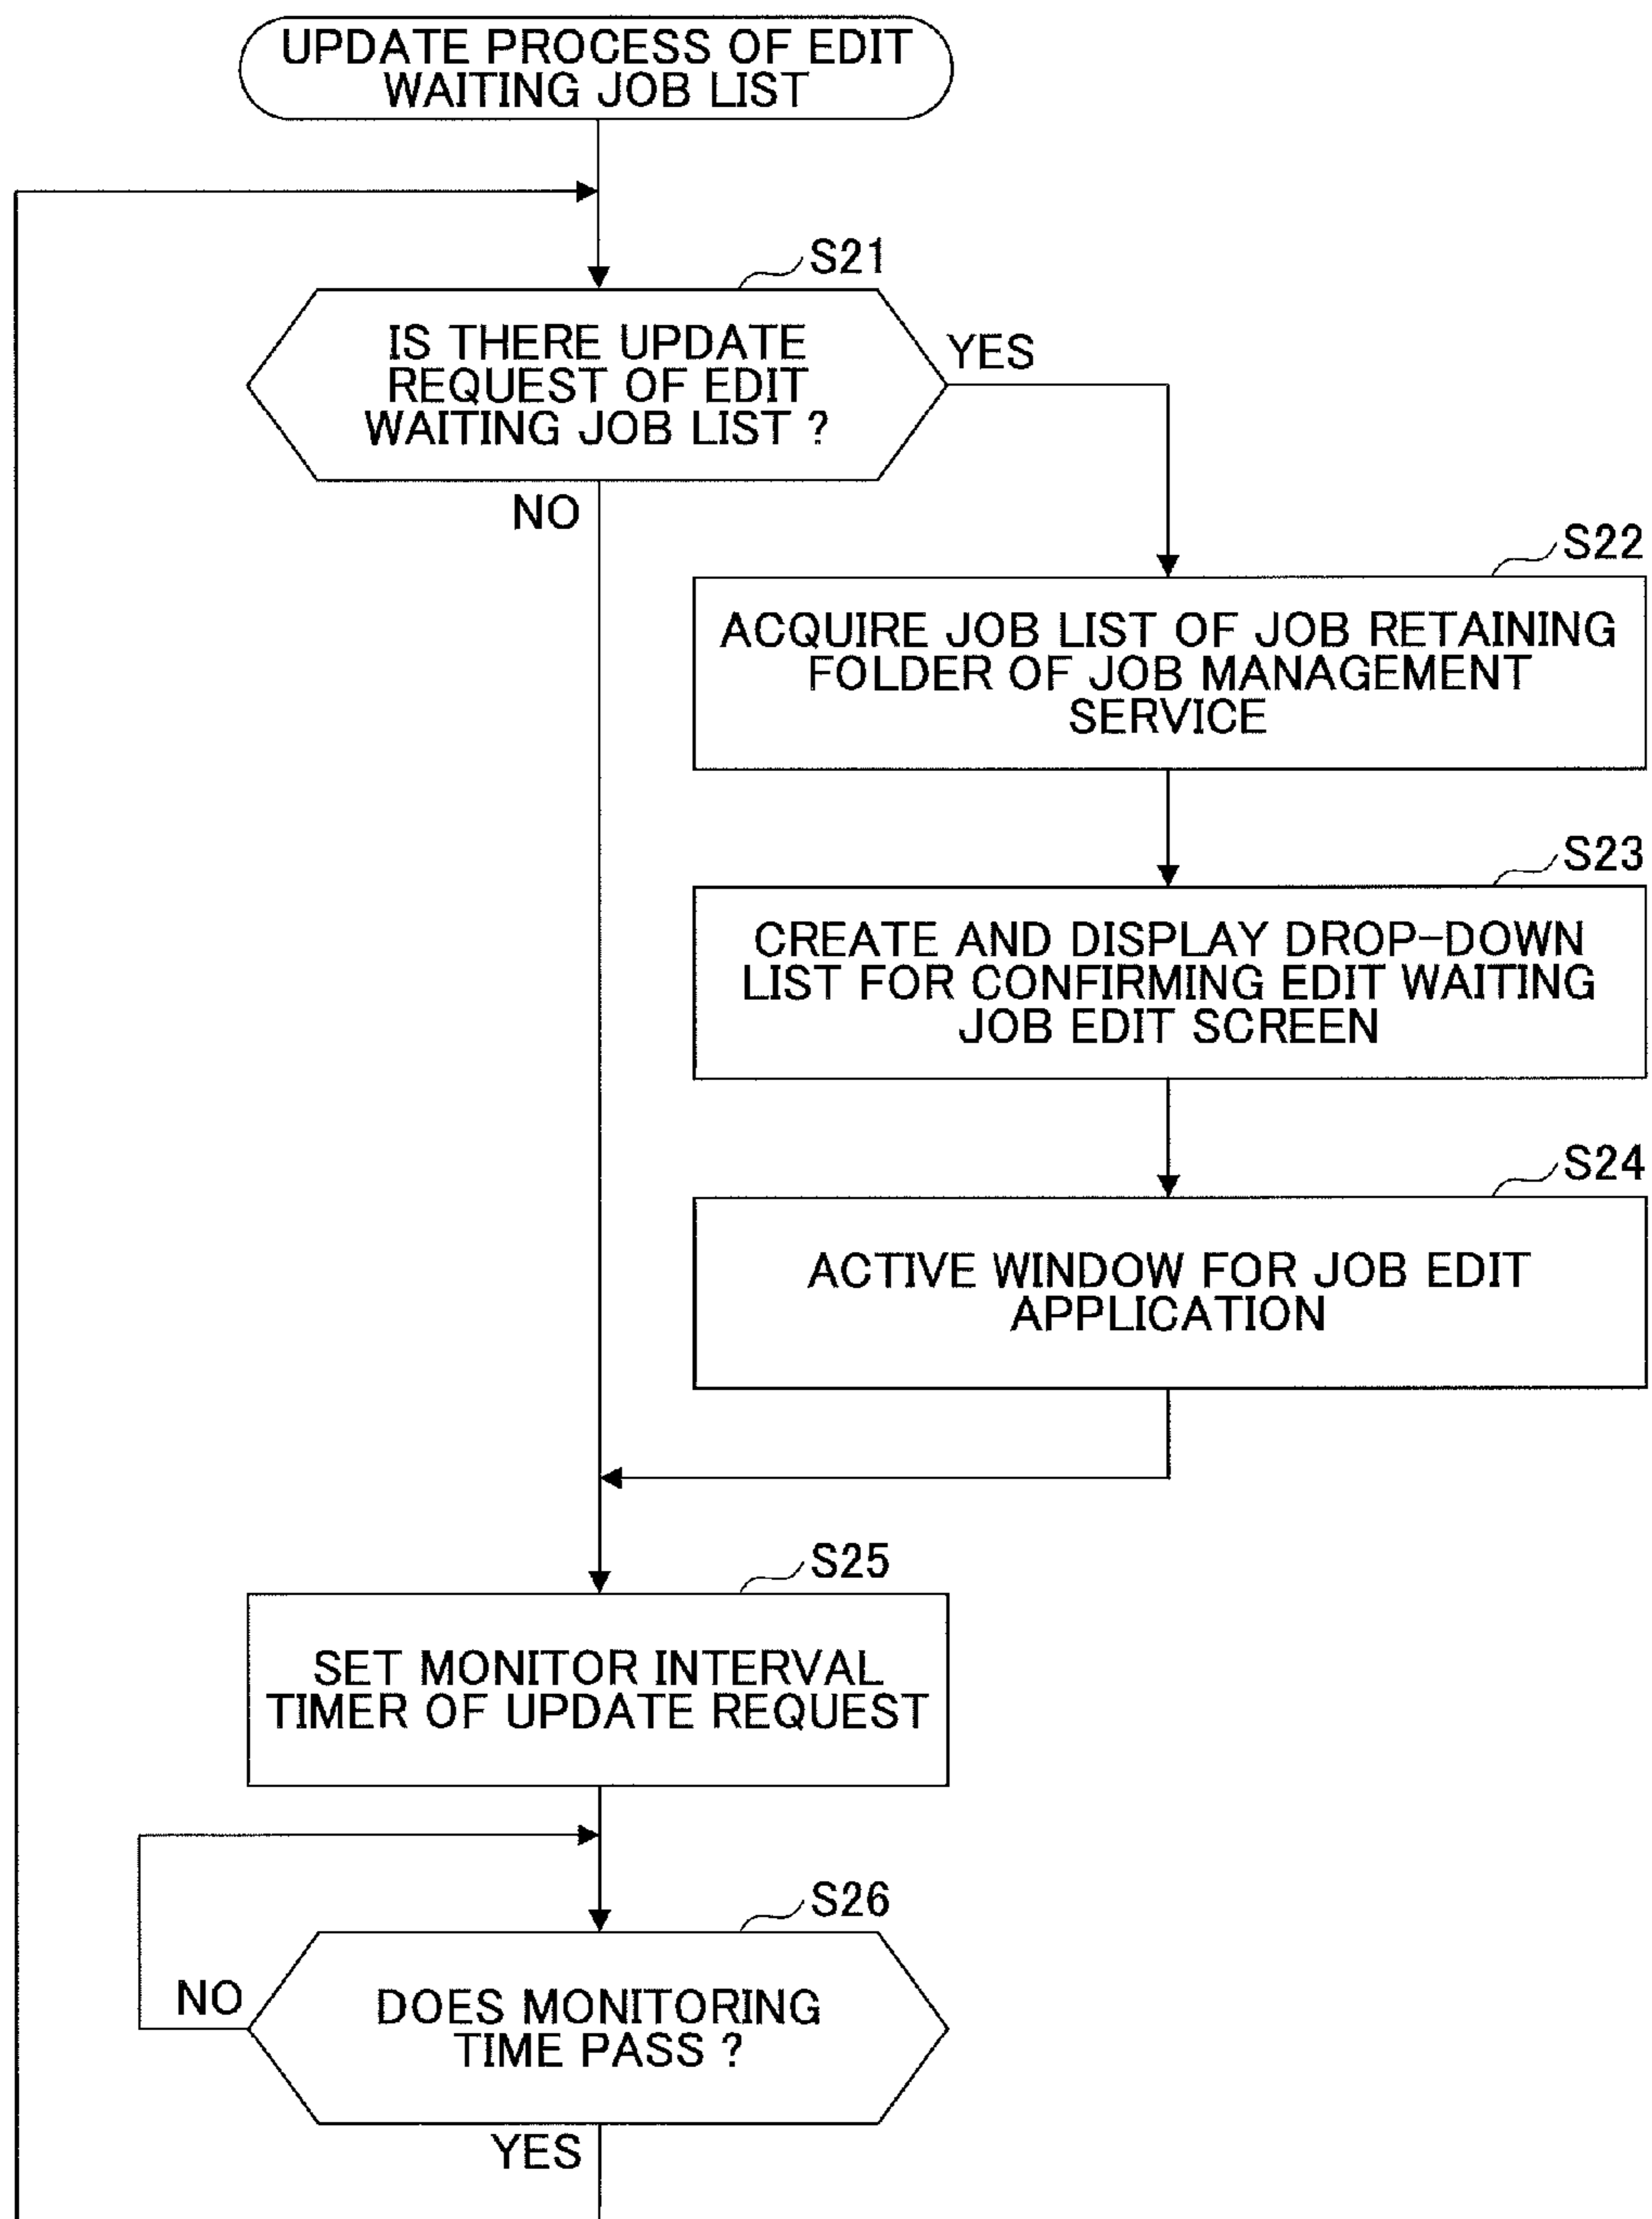 UPDATE PROCESS OF EDIT
WAITING JOB LIST
S21
IS THERE UPDATE
REQUEST OF EDIT
WAITING JOB LIST ?
YES
NO
S22
ACQUIRE JOB LIST OF JOB RETAINING
FOLDER OF JOB MANAGEMENT
SERVICE
S23
CREATE AND DISPLAY DROP-DOWN
LIST FOR CONFIRMING EDIT WAITING
JOB EDIT SCREEN
S24
ACTIVE WINDOW FOR JOB EDIT
APPLICATION
S25
SET MONITOR INTERVAL
TIMER OF UPDATE REQUEST
S26
NO
DOES MONITORING
TIME PASS ?
YES